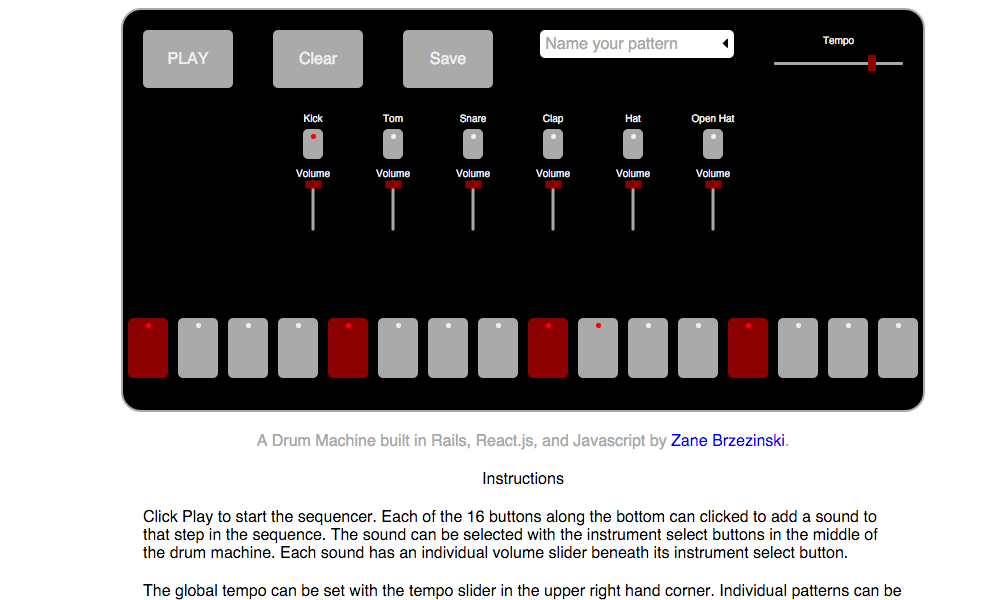 PLAY
Clear
Save
Name your pattern
Tempo
Kick
Tom
Snare
Clap
Hat
Open Hat
Volume
Volume
Volume
Volume
Volume
Volume
A Drum Machine built in Rails, React.js, and Javascript by Zane Brzezinski.
Instructions
Click Play to start the sequencer. Each of the 16 buttons along the bottom can clicked to add a sound to
that step in the sequence. The sound can be selected with the instrument select buttons in the middle of
the drum machine. Each sound has an individual volume slider beneath its instrument select button.
The global tempo can be set with the tempo slider in the upper right hand corner. Individual patterns can be